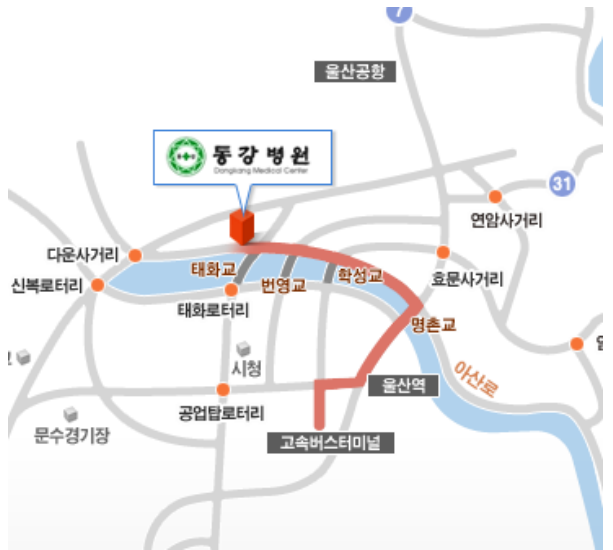 7
울산공항
동강병원
Dongkang Medical Center
31
연암사거리
다운사거리
태화교
학성교
효문사거리
신복로터리
번영교
태화로터리
명촌교
시청
아산로
울산역
공업탑로터리
문수경기장
고속버스터미널